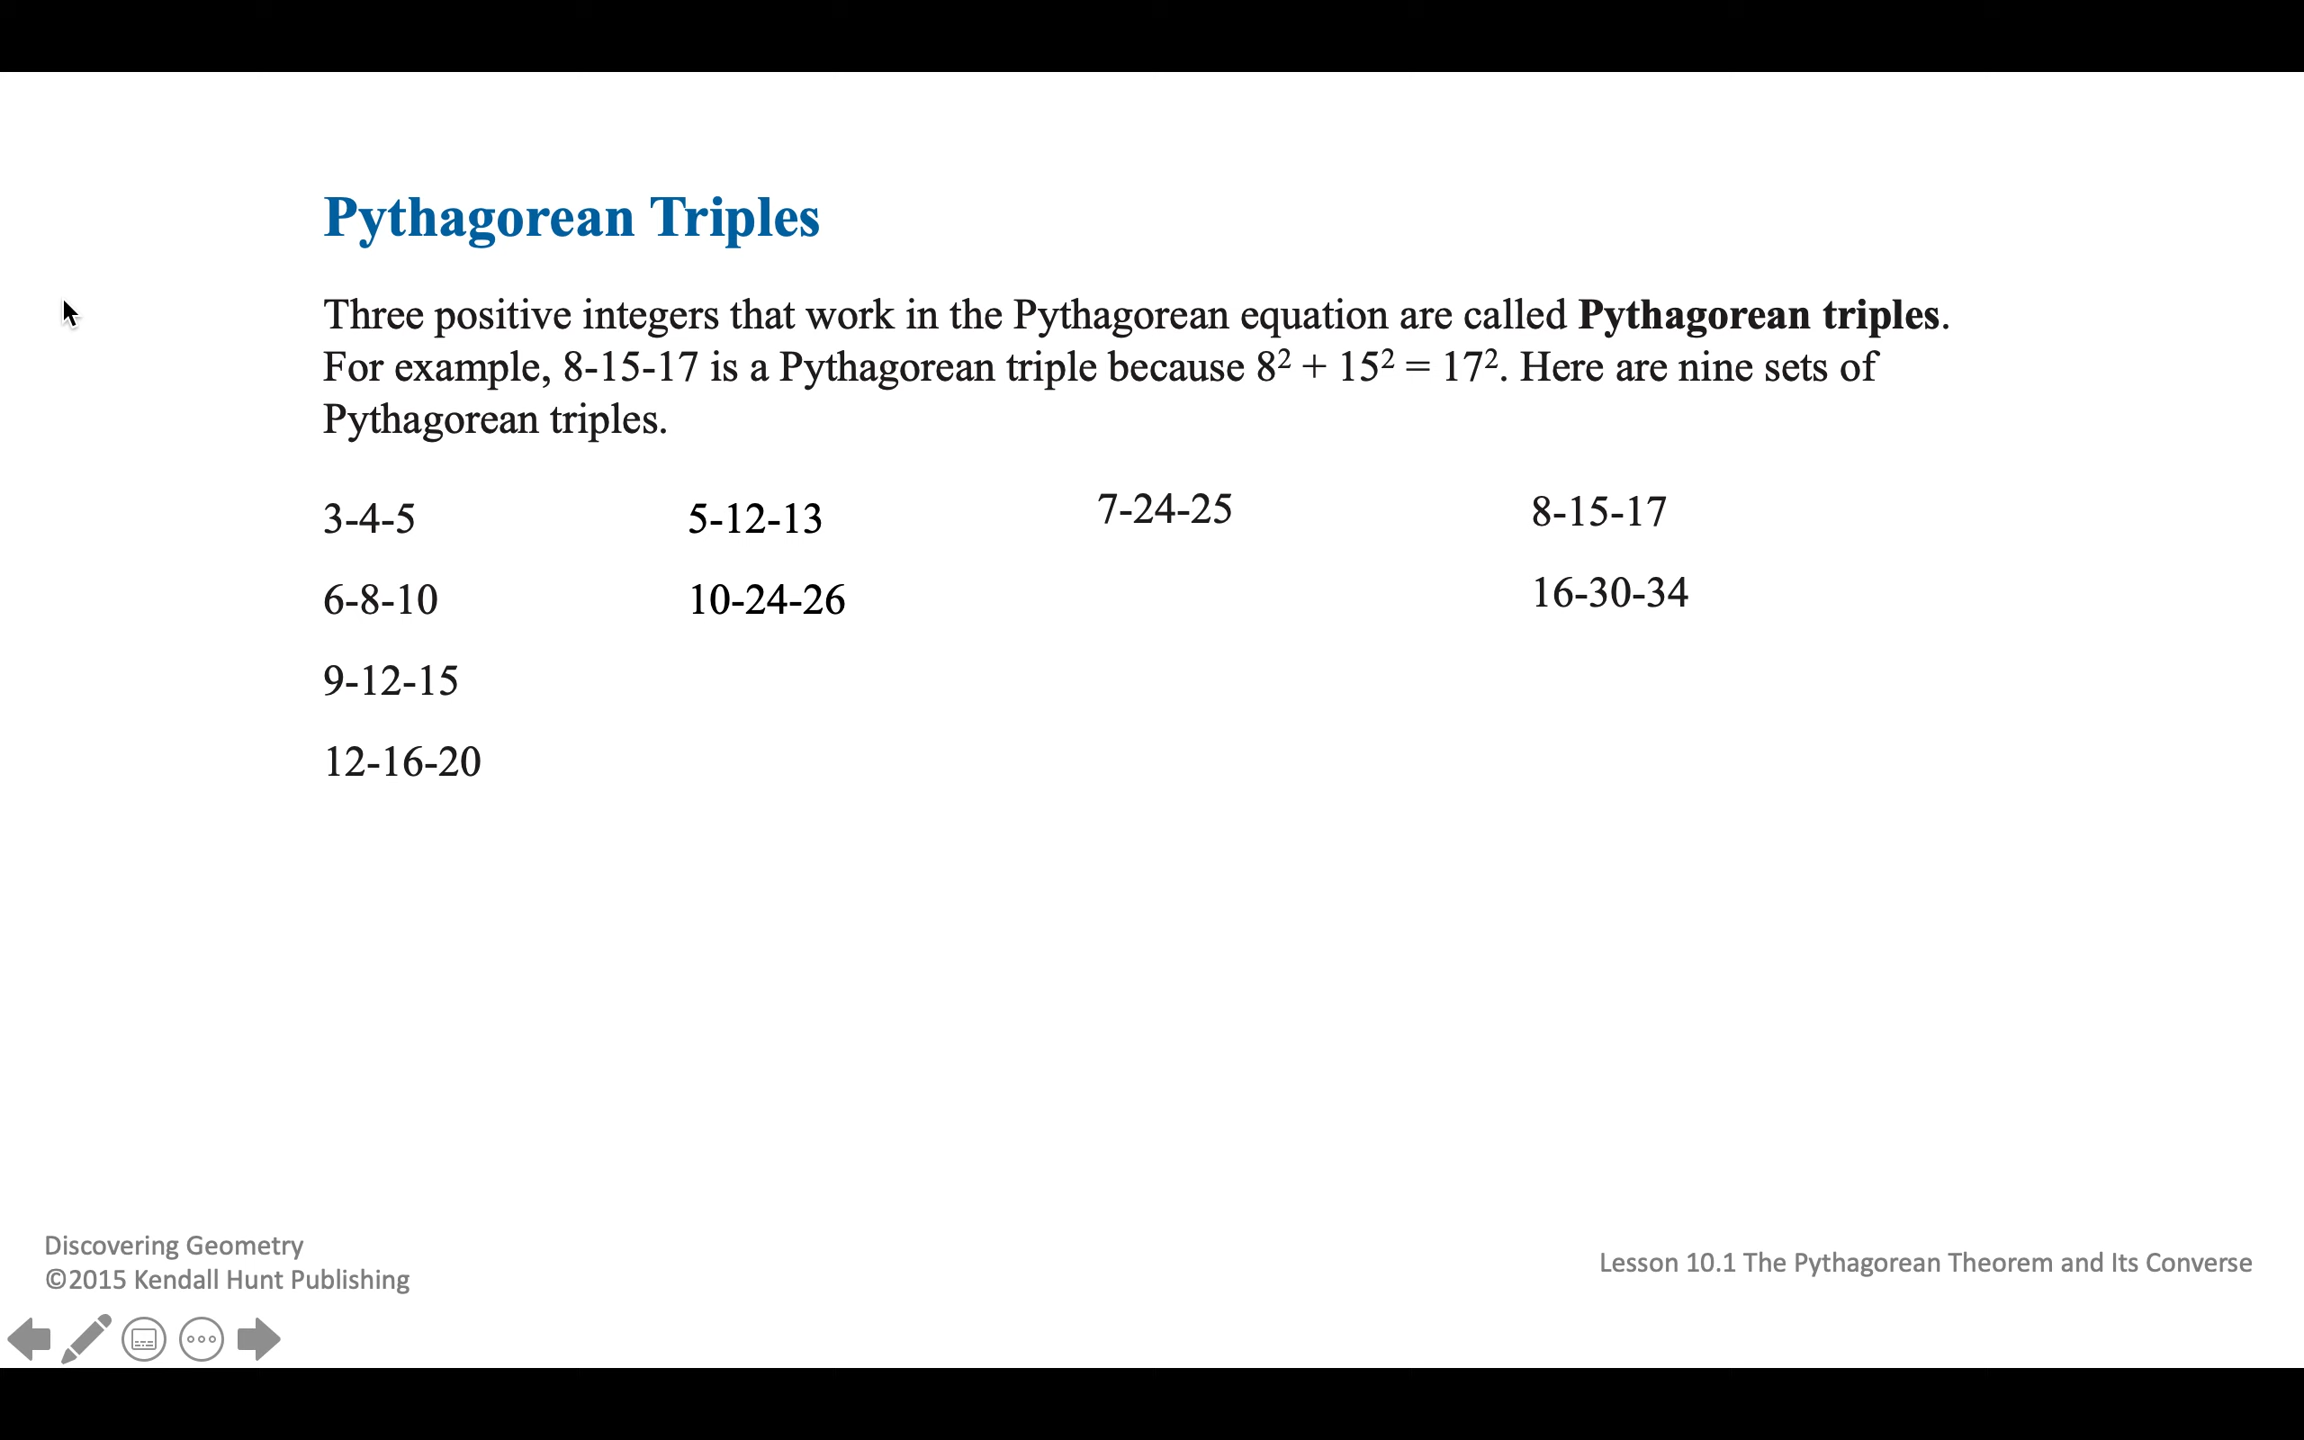 Pythagorean Triples
Three positive integers that work in the Pythagorean equation are called Pythagorean triples.
For example, 8-15-17 is a Pythagorean triple because 8² + 15² = 17². Here are nine sets of
Pythagorean triples.
3-4-5 5-12-13 7-24-25 8-15-17
6-8-10 10-24-26 16-30-34
9-12-15
12-16-20
Discovering Geometry
©2015 Kendall Hunt Publishing
Lesson 10.1 The Pythagorean Theorem and Its Converse